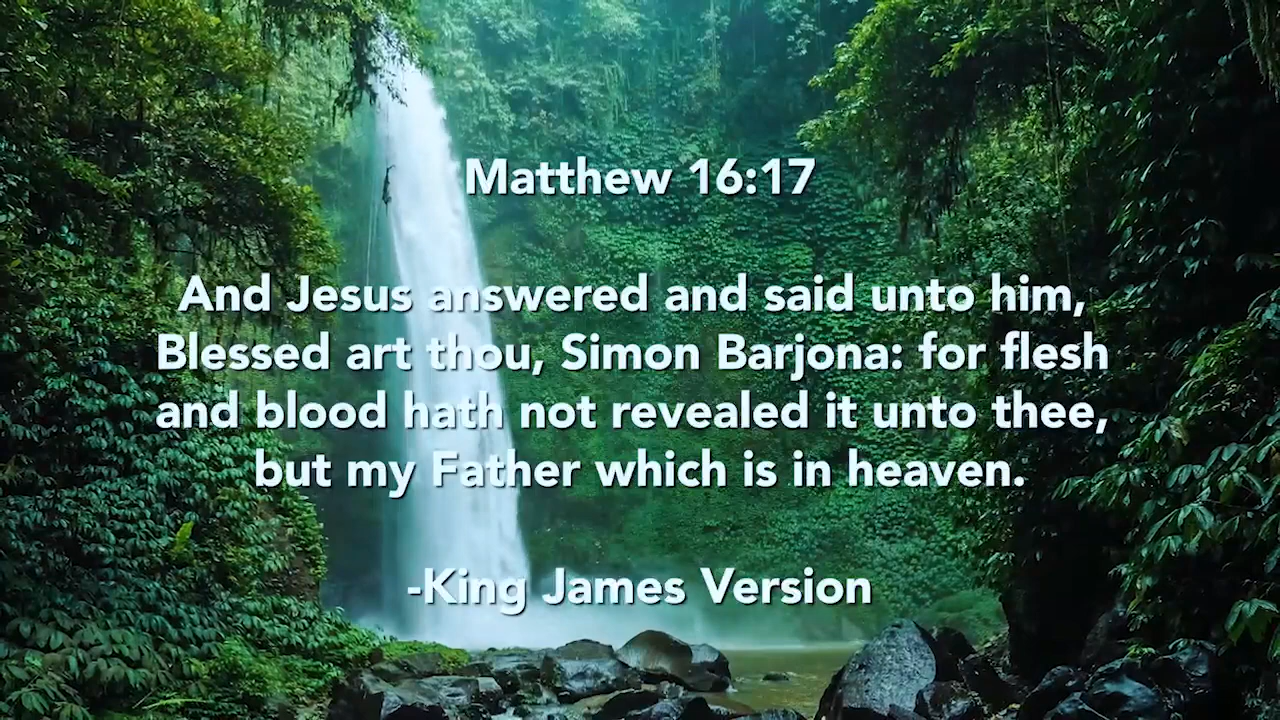 Matthew 16:17
And Jesus answered and said unto him,
Blessed art thou, Simon Barjona: for flesh
and blood hath not revealed it unto thee,
but my Father which is in heaven.
-King James Version